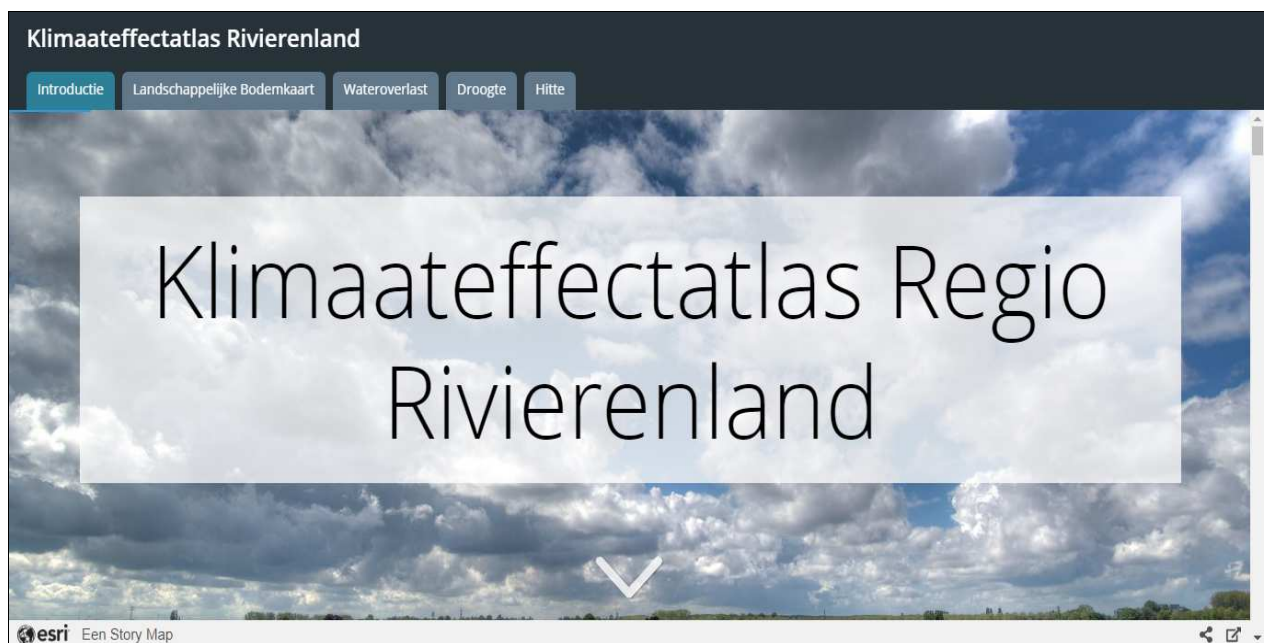 Klimaateffectatlas Rivierenland
Introductie Landschappelijke Bodemkaart Wateroverlast Droogte Hitte
Klimaateffectatlas Regio
Rivierenland
esri Een Story Map